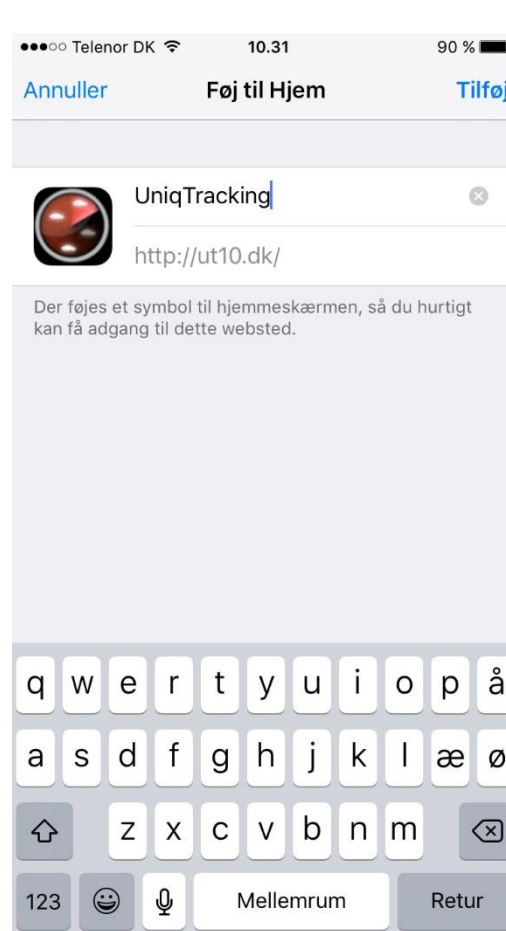 Telenor DK 10.31 90 %
Annuller Føj til Hjem Tilføj
UniqTracking
http://ut10.dk/
Der føjes et symbol til hjemmeskærmen, så du hurtigt
kan få adgang til dette websted.
q w e r t y u i o p å
a s d f g h j k l æ ø
z x c v b n m
123 Mellemrum Retur